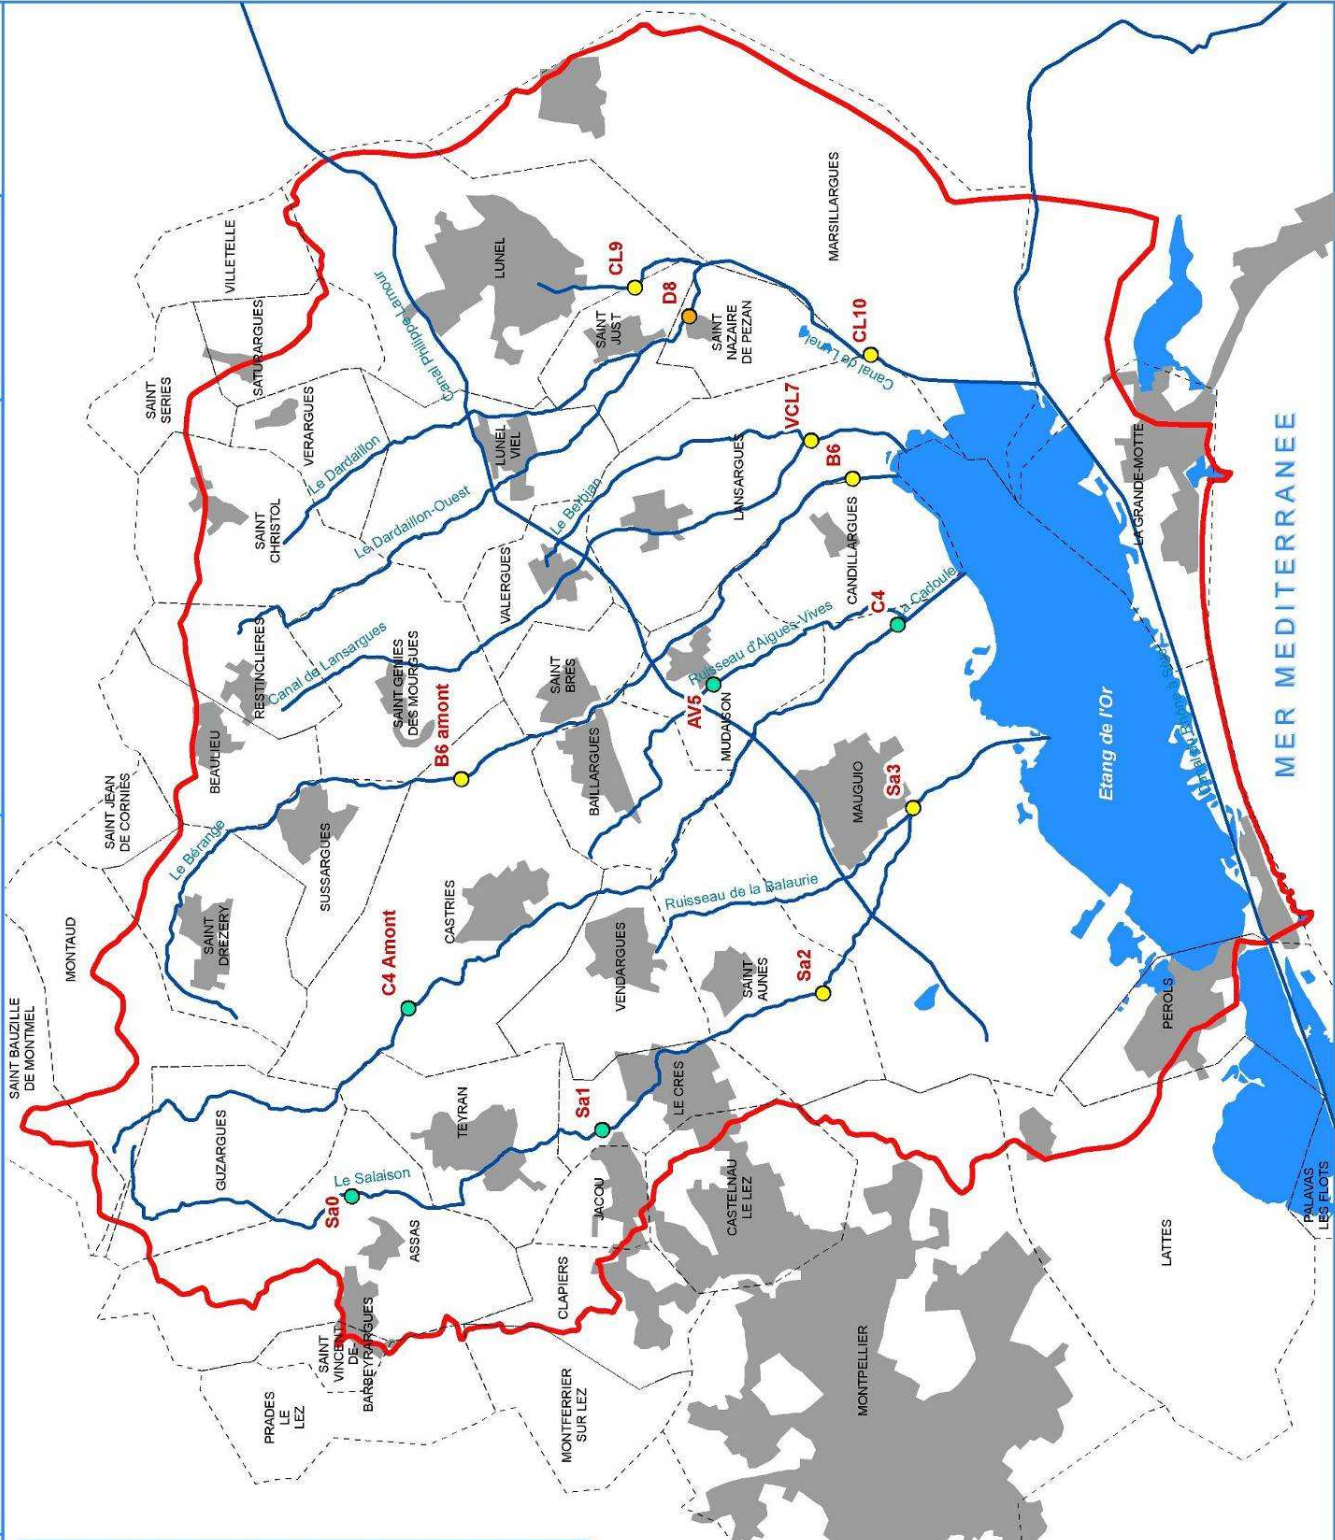 SAINT BAUZILLE
DE MONTMEL
MONTAUD
SAINT JEAN
DE CORNIES
SAINT
SERIES
VILLETELLE
SATURARGUES
VERARGUES
SAINT
CHRISTOL
RESTINCLIERES
BEAULIEU
SUSSARGUES
SAINT
DREZERY
GUZARGUES
Le Bérange
Canal de Lansargues
Le Dardaillon-Ouest
Le Dardaillon
Canal Philippe Lamour
LUNEL
LUNEL
VIEL
SAINT
JUST
SAINT
NAZAIRE
DE PEZAN
MARSILLARGUES
CL9
D8
CL10
Canal de Lunel
VCL7
B6
LANSARGUES
Le Berbian
VALERGUES
SAINT GENIES
DES MOURGUES
B6 amont
SAINT
BRES
BAILLARGUES
CASTRIES
C4 Amont
CANDILLARGUES
C4
La Cadoule
Ruisseau d'Aigues-Vives
AV5
MUDAISON
MAUGUIO
Sa3
Ruisseau de la Balaurie
VENDARGUES
SAINT
AUNES
Sa2
LE CRES
Sa1
TEYRAN
Le Salaison
Sa0
ASSAS
JACOU
CLAPIERS
CASTELNAU
LE LEZ
SAINT
VINCENT
DE
BARBEYRARGUES
PRADES
LE
LEZ
MONTFERRIER
SUR LEZ
MONTPELLIER
LATTES
PEROLS
PALAVAS
LES FLOTS
Etang de l'Or
LA GRANDE-MOTTE
MER MEDITERRANEE